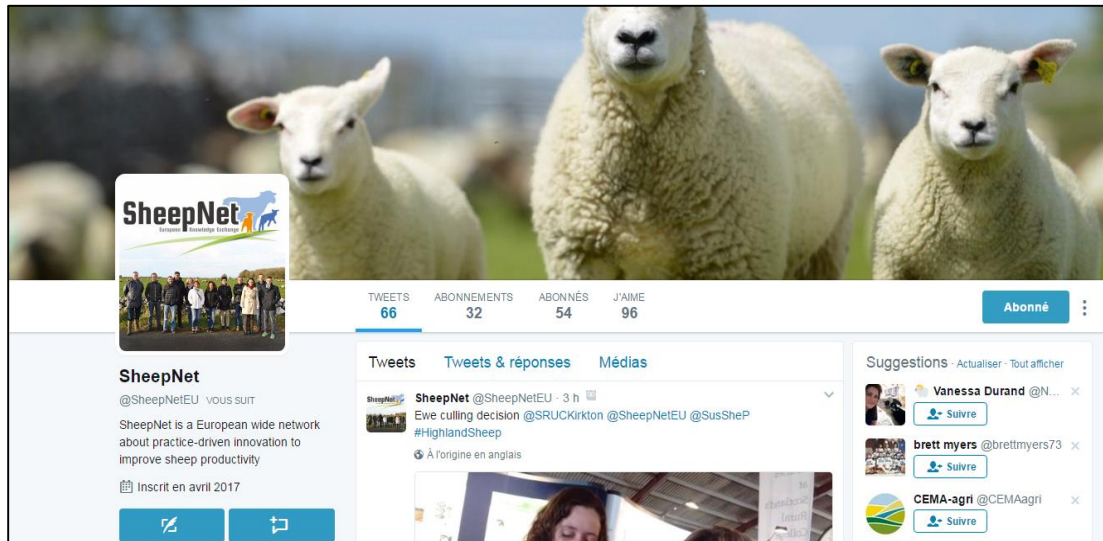 SheepNet
European Knowledge Exchange
TWEETS ABONNEMENTS ABONNÉS J'AIME
66 32 54 96
Abonné
SheepNet
@SheepNetEU VOUS SUIT
SheepNet is a European wide network
about practice-driven innovation to
improve sheep productivity
Inscrit en avril 2017
Tweets Tweets & réponses Médias
SheepNet @SheepNetEU · 3 h
Ewe culling decision @SRUCKirkton @SheepNetEU @SusSheP
#HighlandSheep
À l'origine en anglais
Suggestions · Actualiser · Tout afficher
Vanessa Durand @N...
Suivre
brett myers @brettmyers73
Suivre
CEMA-agri @CEMAagri
Suivre